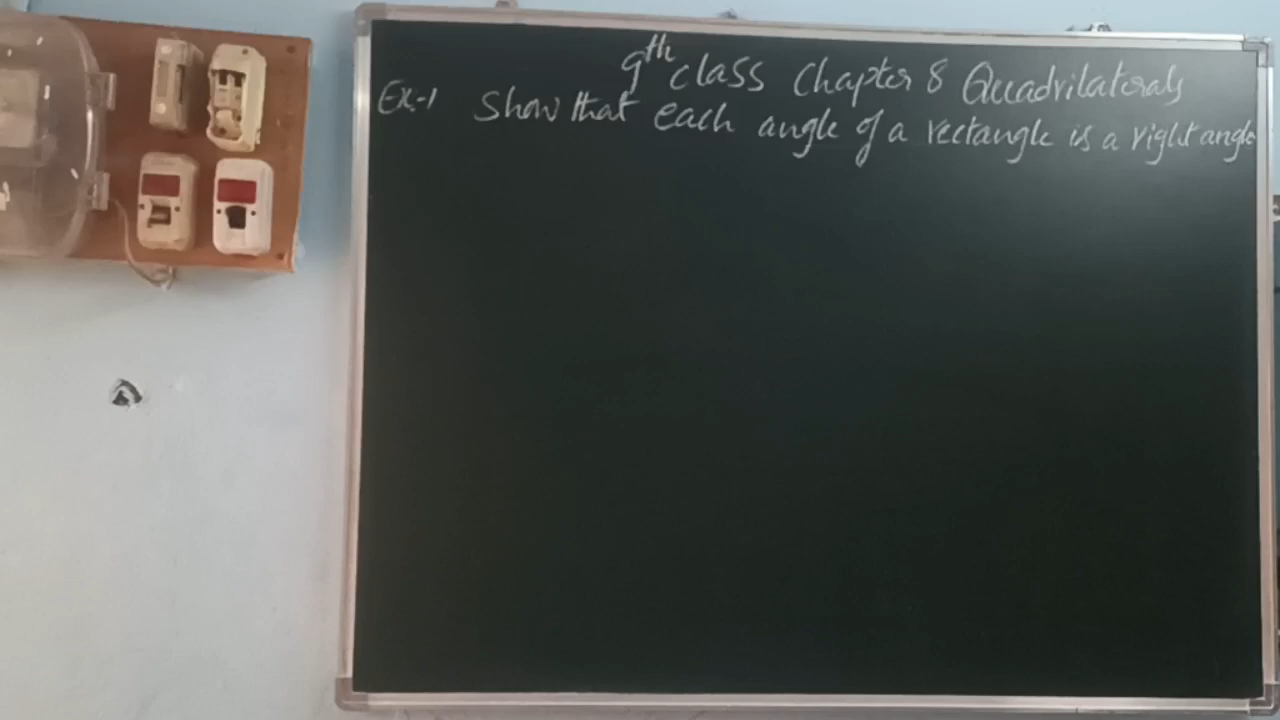 9th class Chapter 8 Quadrilaterals
Ex-1 Show that each angle of a rectangle is a right angle